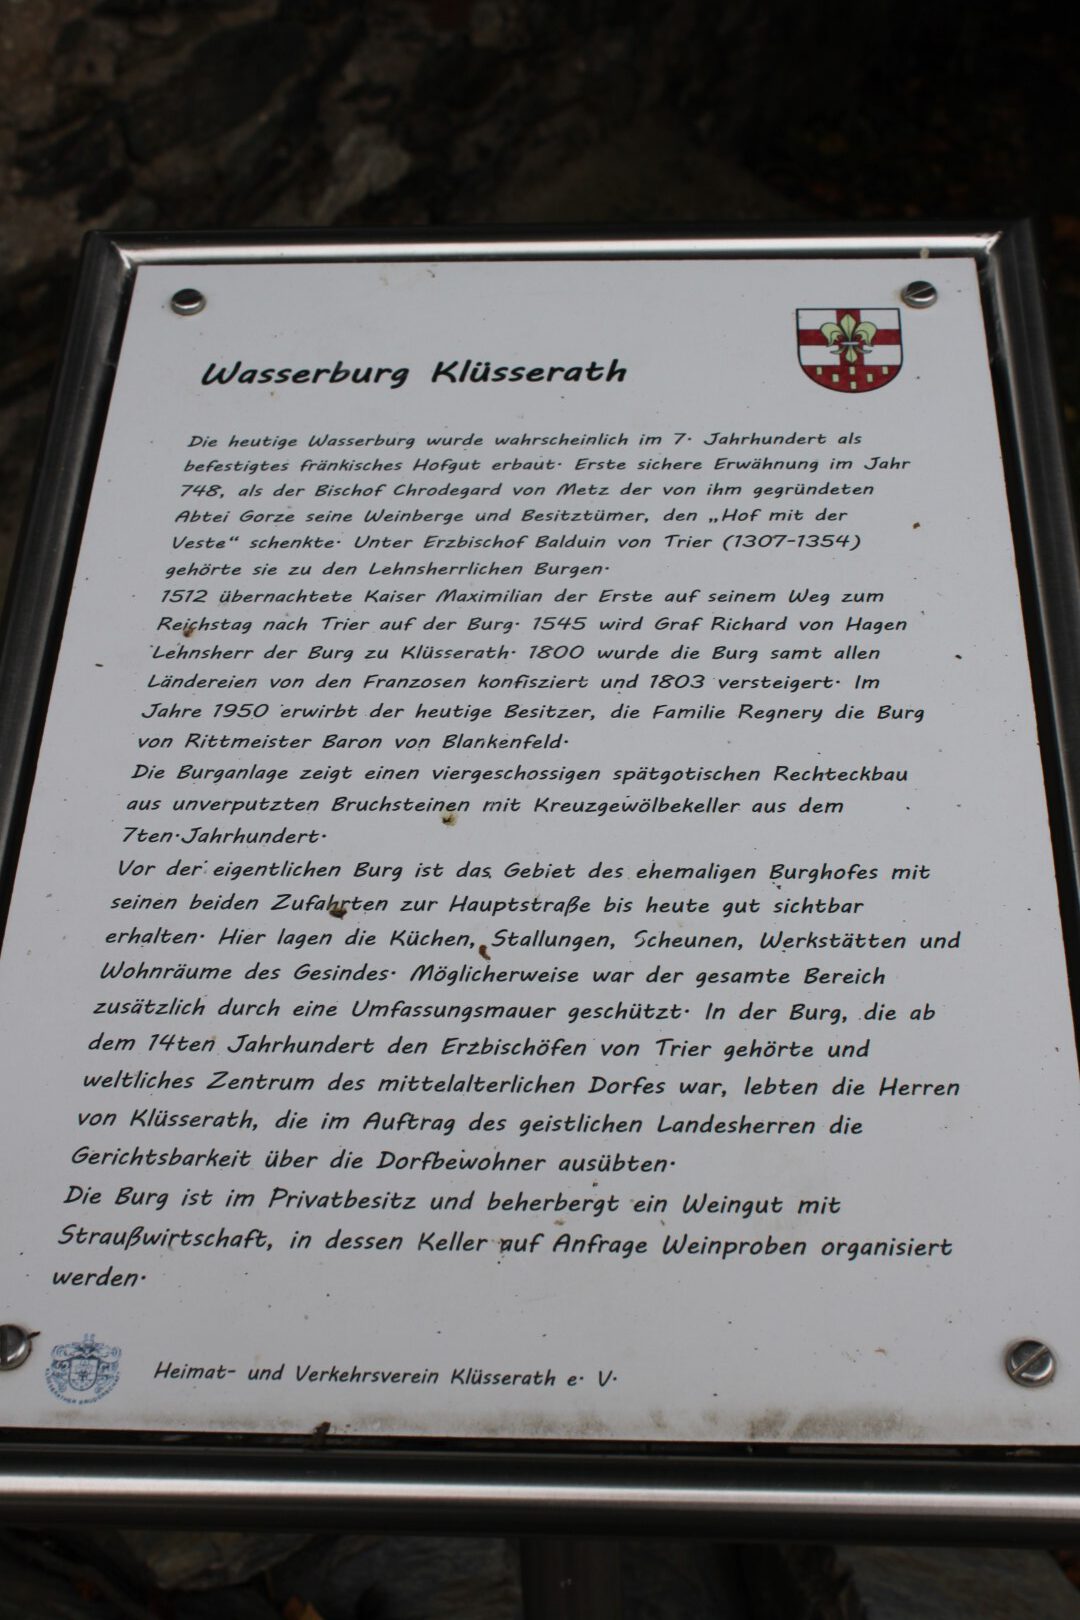 Wasserburg Klüsserath
Die heutige Wasserburg wurde wahrscheinlich im 7. Jahrhundert als
befestigtes fränkisches Hofgut erbaut. Erste sichere Erwähnung im Jahr
748, als der Bischof Chrodegard von Metz der von ihm gegründeten
Abtei Gorze seine Weinberge und Besitztümer, den „Hof mit der
Veste“ schenkte. Unter Erzbischof Balduin von Trier (1307-1354)
gehörte sie zu den Lehnsherrlichen Burgen.
1512 übernachtete Kaiser Maximilian der Erste auf seinem Weg zum
Reichstag nach Trier auf der Burg. 1545 wird Graf Richard von Hagen
Lehnsherr der Burg zu Klüsserath. 1800 wurde die Burg samt allen
Ländereien von den Franzosen konfisziert und 1803 versteigert. Im
Jahre 1950 erwirbt der heutige Besitzer, die Familie Regnery die Burg
von Rittmeister Baron von Blankenfeld.
Die Burganlage zeigt einen viergeschossigen spätgotischen Rechteckbau
aus unverputzten Bruchsteinen mit Kreuzgewölbekeller aus dem
7ten.Jahrhundert.
Vor der eigentlichen Burg ist das Gebiet des ehemaligen Burghofes mit
seinen beiden Zufahrten zur Hauptstraße bis heute gut sichtbar
erhalten. Hier lagen die Küchen, Stallungen, Scheunen, Werkstätten und
Wohnräume des Gesindes. Möglicherweise war der gesamte Bereich
zusätzlich durch eine Umfassungsmauer geschützt. In der Burg, die ab
dem 14ten Jahrhundert den Erzbischöfen von Trier gehörte und
weltliches Zentrum des mittelalterlichen Dorfes war, lebten die Herren
von Klüsserath, die im Auftrag des geistlichen Landesherren die
Gerichtsbarkeit über die Dorfbewohner ausübten.
Die Burg ist im Privatbesitz und beherbergt ein Weingut mit
Straußwirtschaft, in dessen Keller auf Anfrage Weinproben organisiert
werden.
Heimat- und Verkehrsverein Klüsserath e. V.